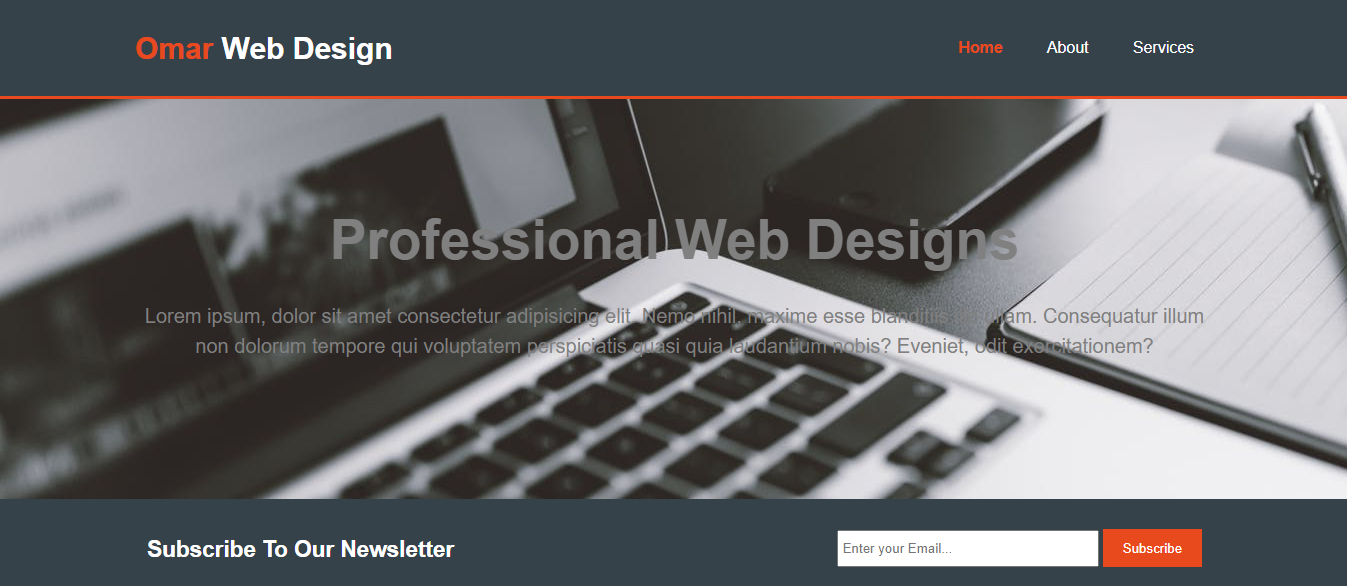 Omar Web Design
Home
About
Services
Professional Web Designs
Lorem ipsum, dolor sit amet consectetur adipisicing elit. Nemo nihil, maxime esse blanditiis ullam. Consequatur illum
non dolorum tempore qui voluptatem perspiciatis quasi quia laudantium nobis? Eveniet, odit exercitationem?
Subscribe To Our Newsletter
Enter your Email...
Subscribe